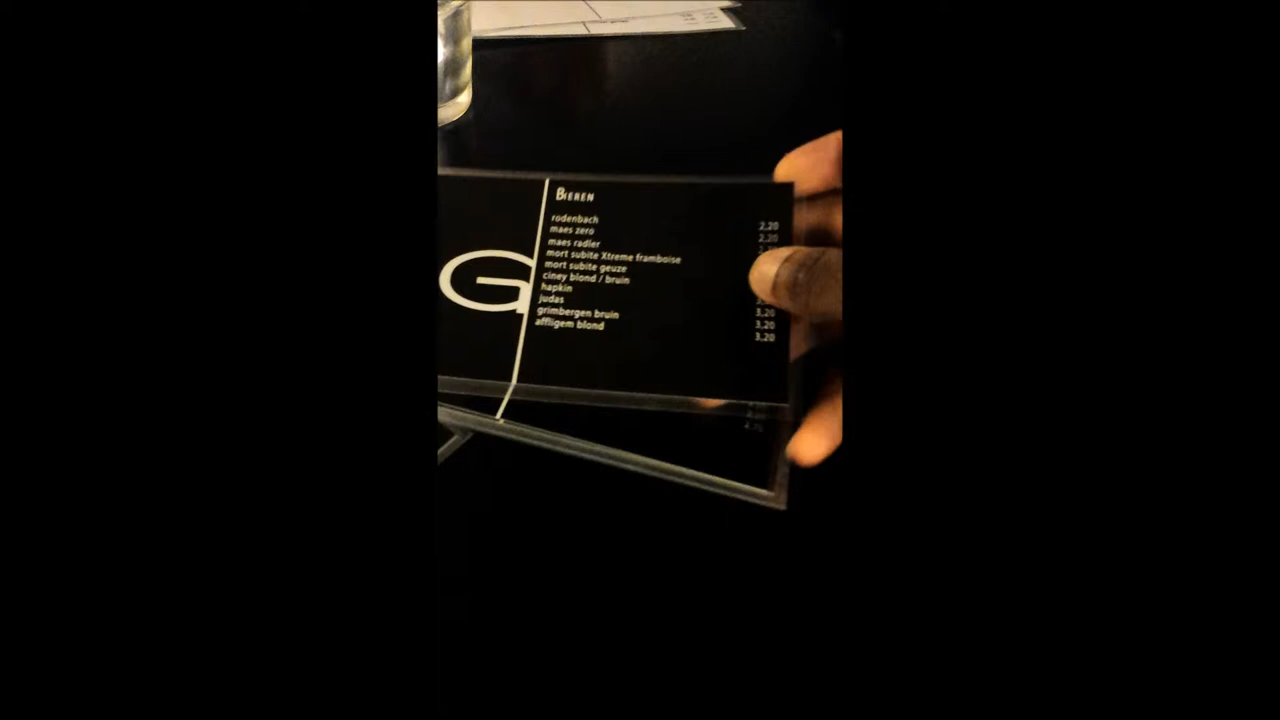 G
Bieren
rodenbach 2,20
maes zero 2,20
maes radler
mort subite Xtreme framboise
mort subite geuze
ciney blond / bruin
hapkin
judas 3,20
grimbergen bruin 3,20
affligem blond 3,20